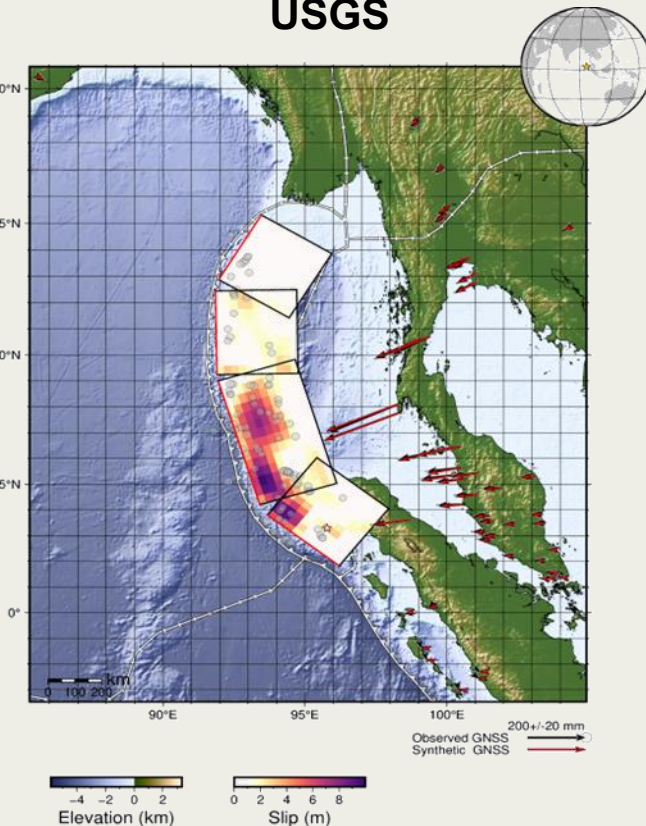 USGS
0°N
5°N
0°N
5°N
0°
km
0 100 200
90°E 95°E 100°E
200+/-20 mm
Observed GNSS
Synthetic GNSS
−4 −2 0 2
Elevation (km)
0 2 4 6 8
Slip (m)